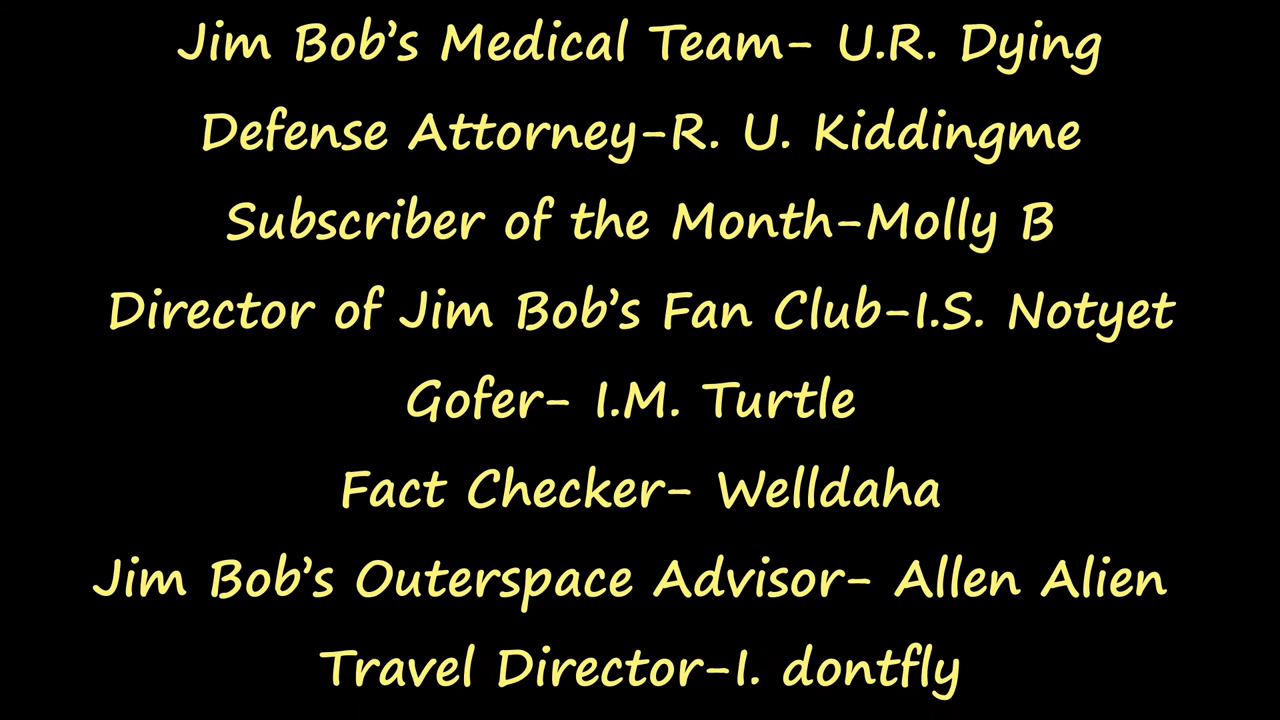 Jim Bob’s Medical Team- U.R. Dying
Defense Attorney-R. U. Kiddingme
Subscriber of the Month-Molly B
Director of Jim Bob’s Fan Club-I.S. Notyet
Gofer- I.M. Turtle
Fact Checker- Welldaha
Jim Bob’s Outerspace Advisor- Allen Alien
Travel Director-I. dontfly